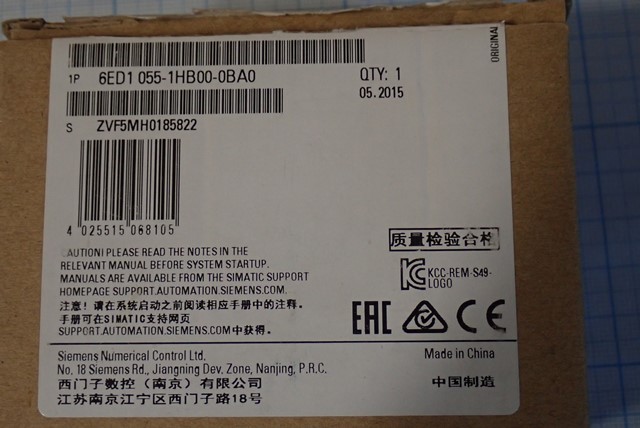 ORIGINAL
1P 6ED1 055-1HB00-0BA0 QTY: 1
05.2015
S ZVF5MH0185822
4 025515 068105
质量检验合格
CAUTION! PLEASE READ THE NOTES IN THE
RELEVANT MANUAL BEFORE SYSTEM STARTUP.
MANUALS ARE AVAILABLE FROM THE SIMATIC SUPPORT
HOMEPAGE SUPPORT.AUTOMATION.SIEMENS.COM.
KCC-REM-S49-
LOGO
注意! 请在系统启动之前阅读相应手册中的注释。
手册可在SIMATIC支持网页
SUPPORT.AUTOMATION.SIEMENS.COM中获得。
EAC CE
Siemens Numerical Control Ltd. Made in China
No. 18 Siemens Rd., Jiangning Dev. Zone, Nanjing, P.R.C.
西门子数控（南京）有限公司 中国制造
江苏南京江宁区西门子路18号